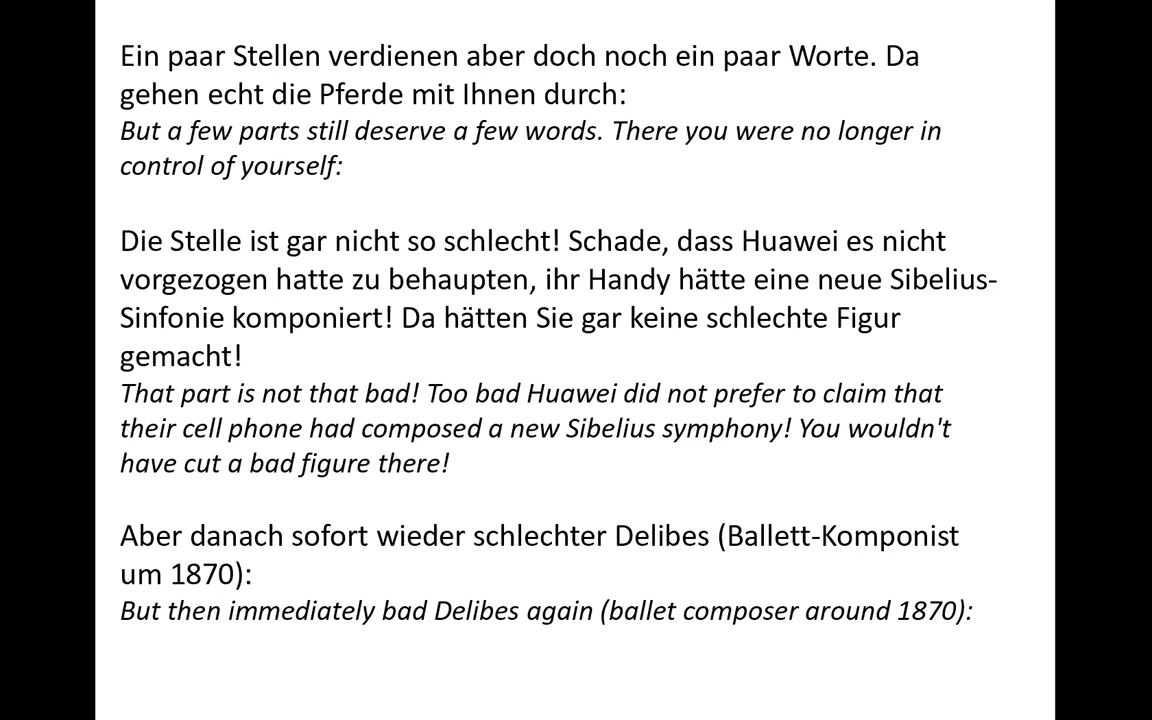 Ein paar Stellen verdienen aber doch noch ein paar Worte. Da
gehen echt die Pferde mit Ihnen durch:
But a few parts still deserve a few words. There you were no longer in
control of yourself:
Die Stelle ist gar nicht so schlecht! Schade, dass Huawei es nicht
vorgezogen hatte zu behaupten, ihr Handy hätte eine neue Sibelius-
Sinfonie komponiert! Da hätten Sie gar keine schlechte Figur
gemacht!
That part is not that bad! Too bad Huawei did not prefer to claim that
their cell phone had composed a new Sibelius symphony! You wouldn't
have cut a bad figure there!
Aber danach sofort wieder schlechter Delibes (Ballett-Komponist
um 1870):
But then immediately bad Delibes again (ballet composer around 1870):